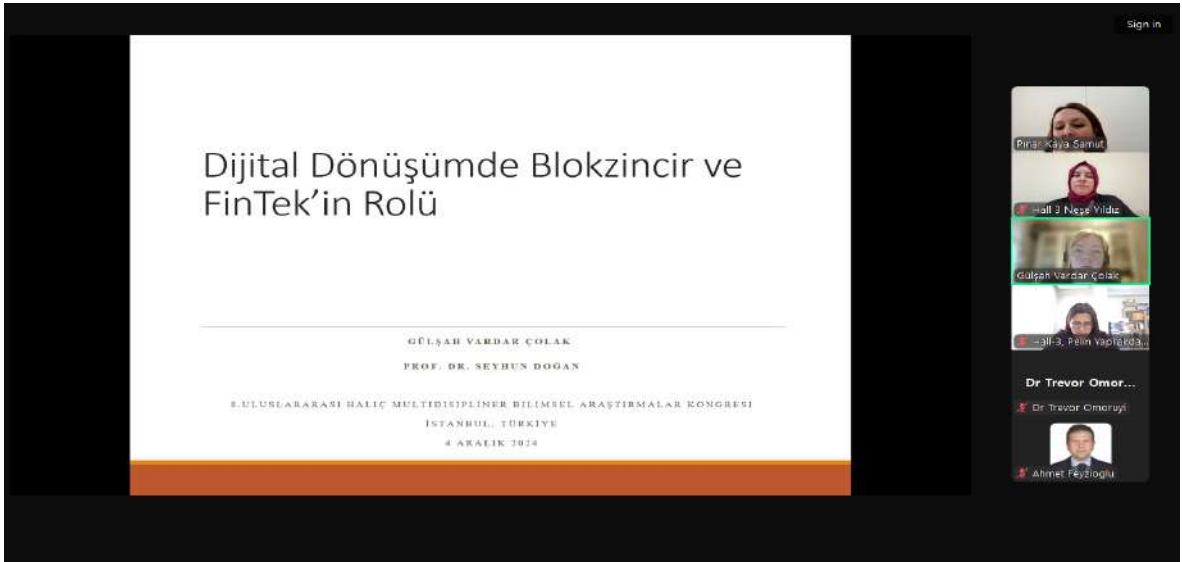 Sign in
Dijital Dönüşümde Blokzincir ve
FinTek'in Rolü
GÜLŞAH VARDAR ÇOLAK
PROF. DR. SEYHUN DOĞAN
8.ULUSLARARASI HALİÇ MULTİDİSİPLİNER BİLİMSEL ARAŞTIRMALAR KONGRESİ
İSTANBUL, TÜRKİYE
4 ARALIK 2024
Pınar Kaya Samut
Hall 3 Neşe Yıldız
Gülşah Vardar Çolak
Hall-3, Pelin Yaprakda...
Dr Trevor Omor...
Dr Trevor Omoruyi
Ahmet Feyzioglu